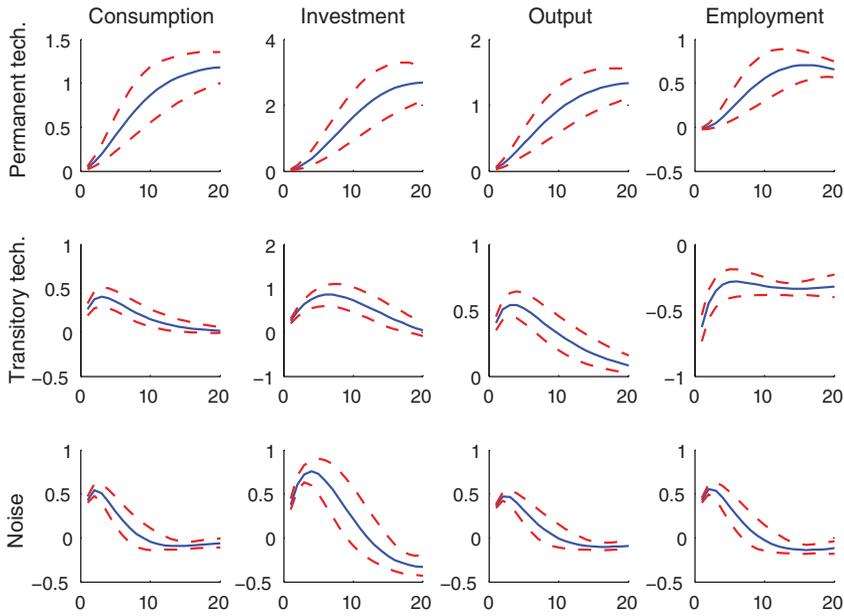 Consumption Investment Output Employment
Permanent tech.
1.5 4 2 1
1 0.5
2 1
0.5 0
0 0 0 −0.5
0 10 20 0 10 20 0 10 20 0 10 20
Transitory tech.
1 2 1 0
0.5 1
0.5 −0.5
0 0
−0.5 −1 0 −1
0 10 20 0 10 20 0 10 20 0 10 20
Noise
1 1 1 1
0.5 0.5 0.5 0.5
0 0 0 0
−0.5 −0.5 −0.5 −0.5
0 10 20 0 10 20 0 10 20 0 10 20